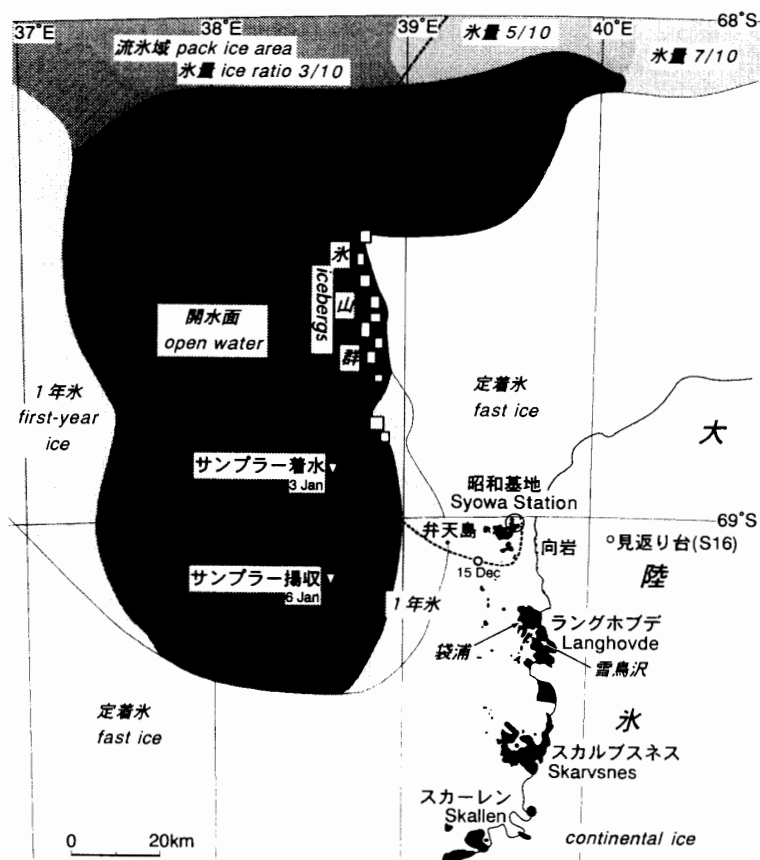 37°E
38°E
39°E
40°E
68°S
流氷域 pack ice area
氷量 ice ratio 3/10
氷量 5/10
氷量 7/10
氷山群
icebergs
開水面
open water
1年氷
first-year
ice
定着氷
fast ice
大
サンプラー着水
3 Jan
昭和基地
Syowa Station
69°S
弁天島
向岩
見返り台(S16)
15 Dec
陸
サンプラー揚収
6 Jan
1年氷
ラングホブデ
Langhovde
袋浦
雪鳥沢
定着氷
fast ice
氷
スカルブスネス
Skarvsnes
スカーレン
Skallen
0 20km
continental ice